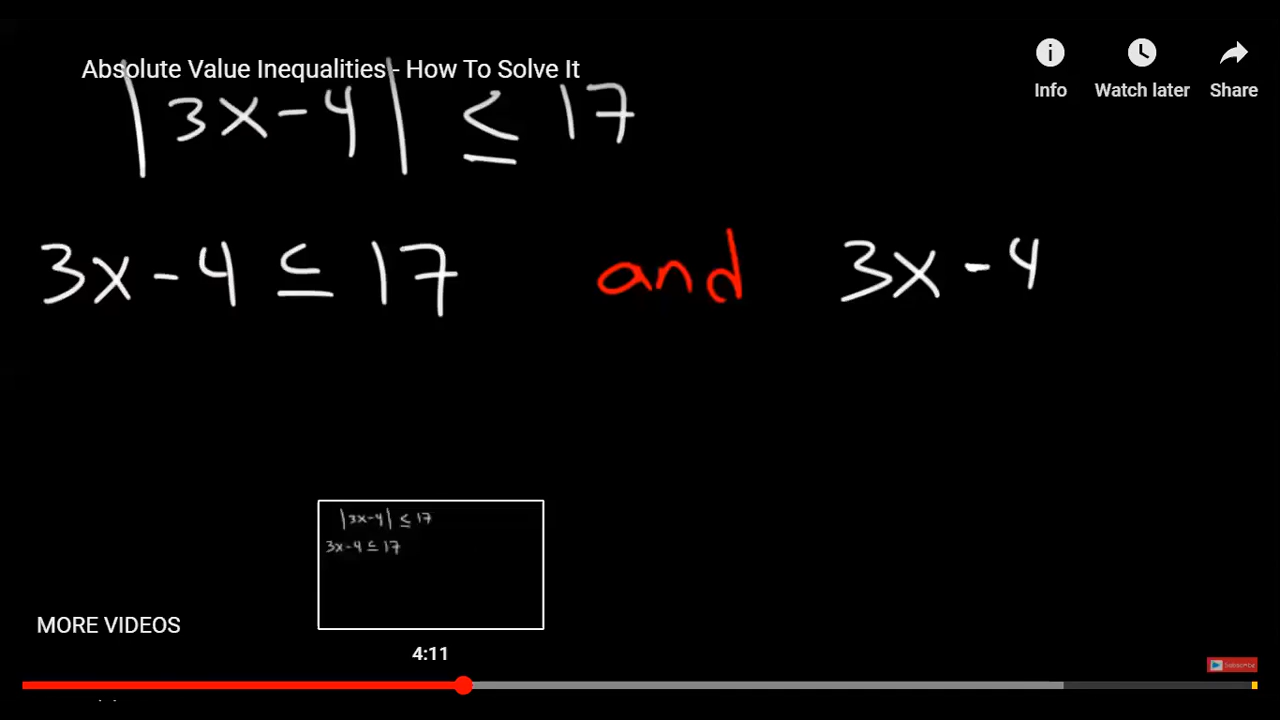 Absolute Value Inequalities - How To Solve It
Info
Watch later
Share
|3x-4| ≤ 17
3x-4 ≤ 17 and 3x-4
|3x-4| ≤ 17
3x-4 ≤ 17
MORE VIDEOS
4:11
Subscribe